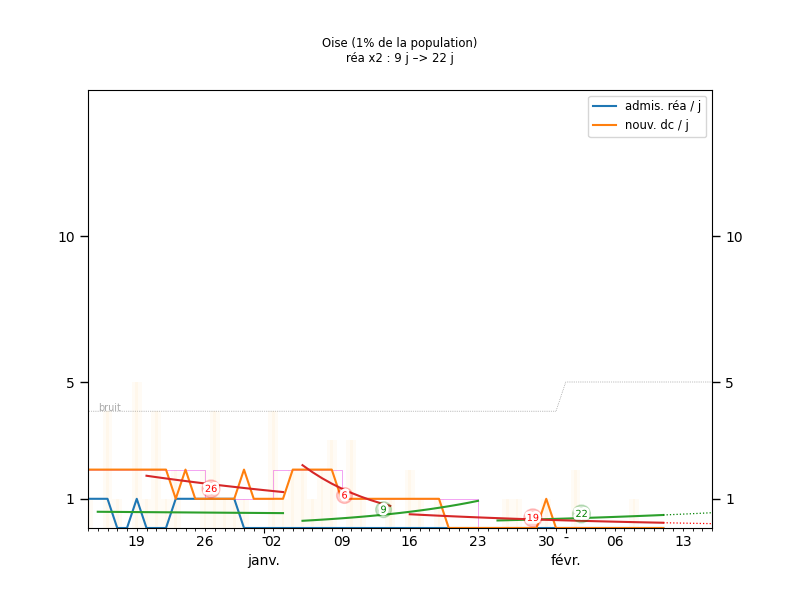 Oise (1% de la population)
réa x2 : 9 j –> 22 j
admis. réa / j
nouv. dc / j
10
10
5
5
bruit
1
1
26
6
9
19
22
19
26
02
09
16
23
30
06
13
janv.
févr.